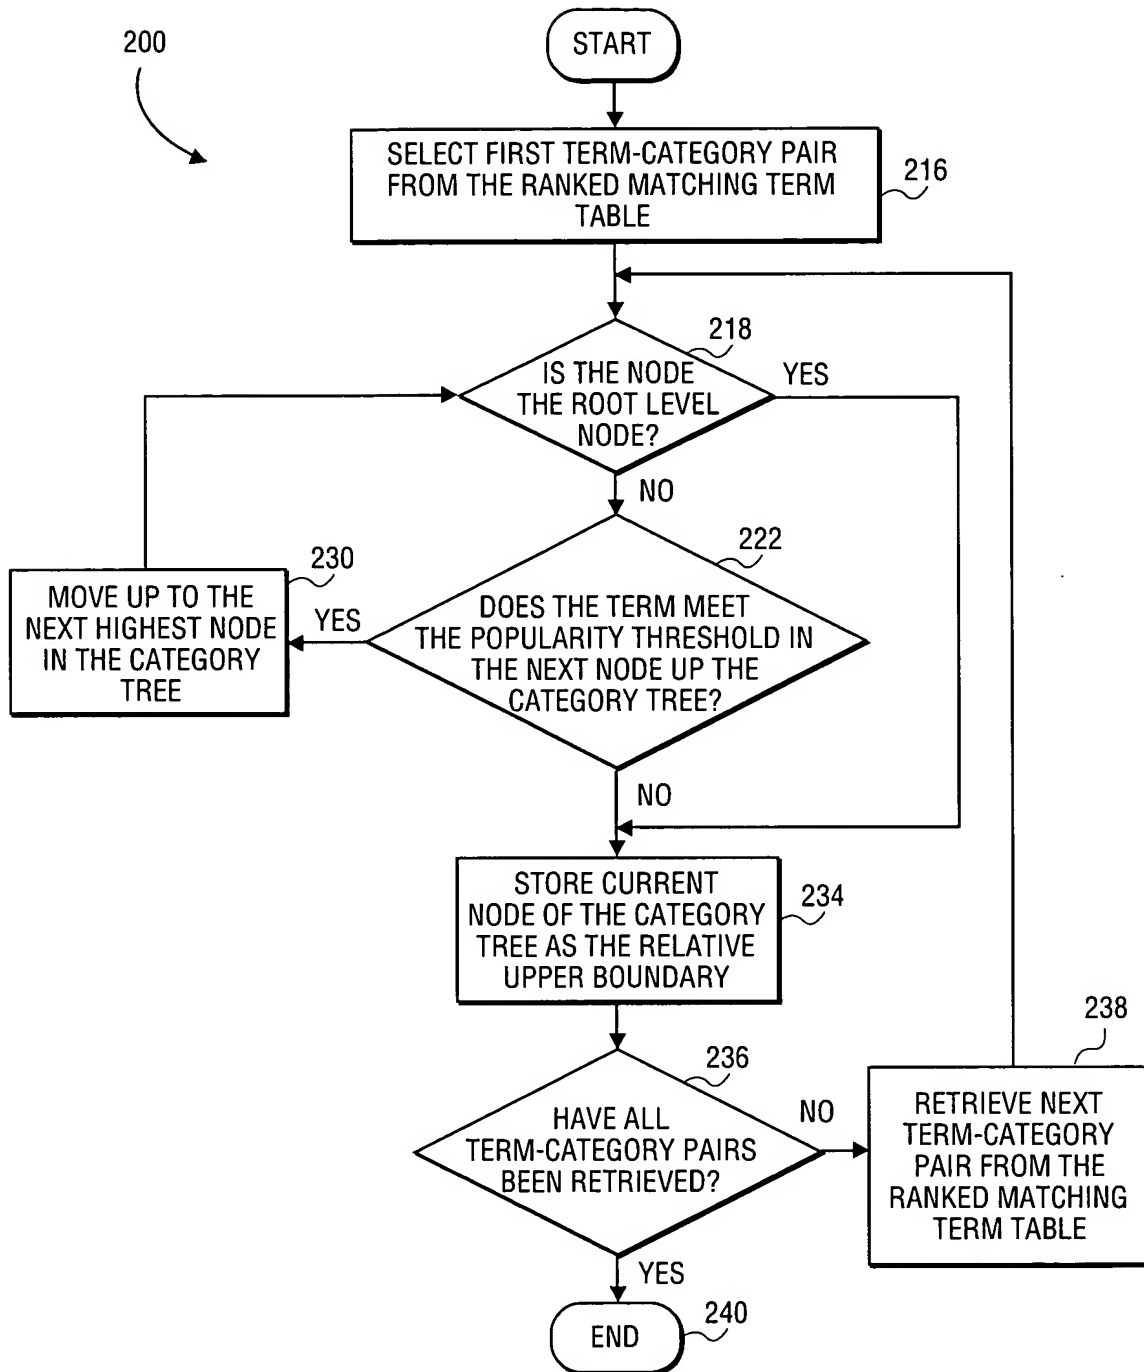 200
START
SELECT FIRST TERM-CATEGORY PAIR
FROM THE RANKED MATCHING TERM
TABLE
216
218
IS THE NODE
THE ROOT LEVEL
NODE?
YES
NO
222
230
MOVE UP TO THE
NEXT HIGHEST NODE
IN THE CATEGORY
TREE
YES
DOES THE TERM MEET
THE POPULARITY THRESHOLD IN
THE NEXT NODE UP THE
CATEGORY TREE?
NO
STORE CURRENT
NODE OF THE CATEGORY
TREE AS THE RELATIVE
UPPER BOUNDARY
234
236
HAVE ALL
TERM-CATEGORY PAIRS
BEEN RETRIEVED?
NO
238
RETRIEVE NEXT
TERM-CATEGORY
PAIR FROM THE
RANKED MATCHING
TERM TABLE
YES
END
240